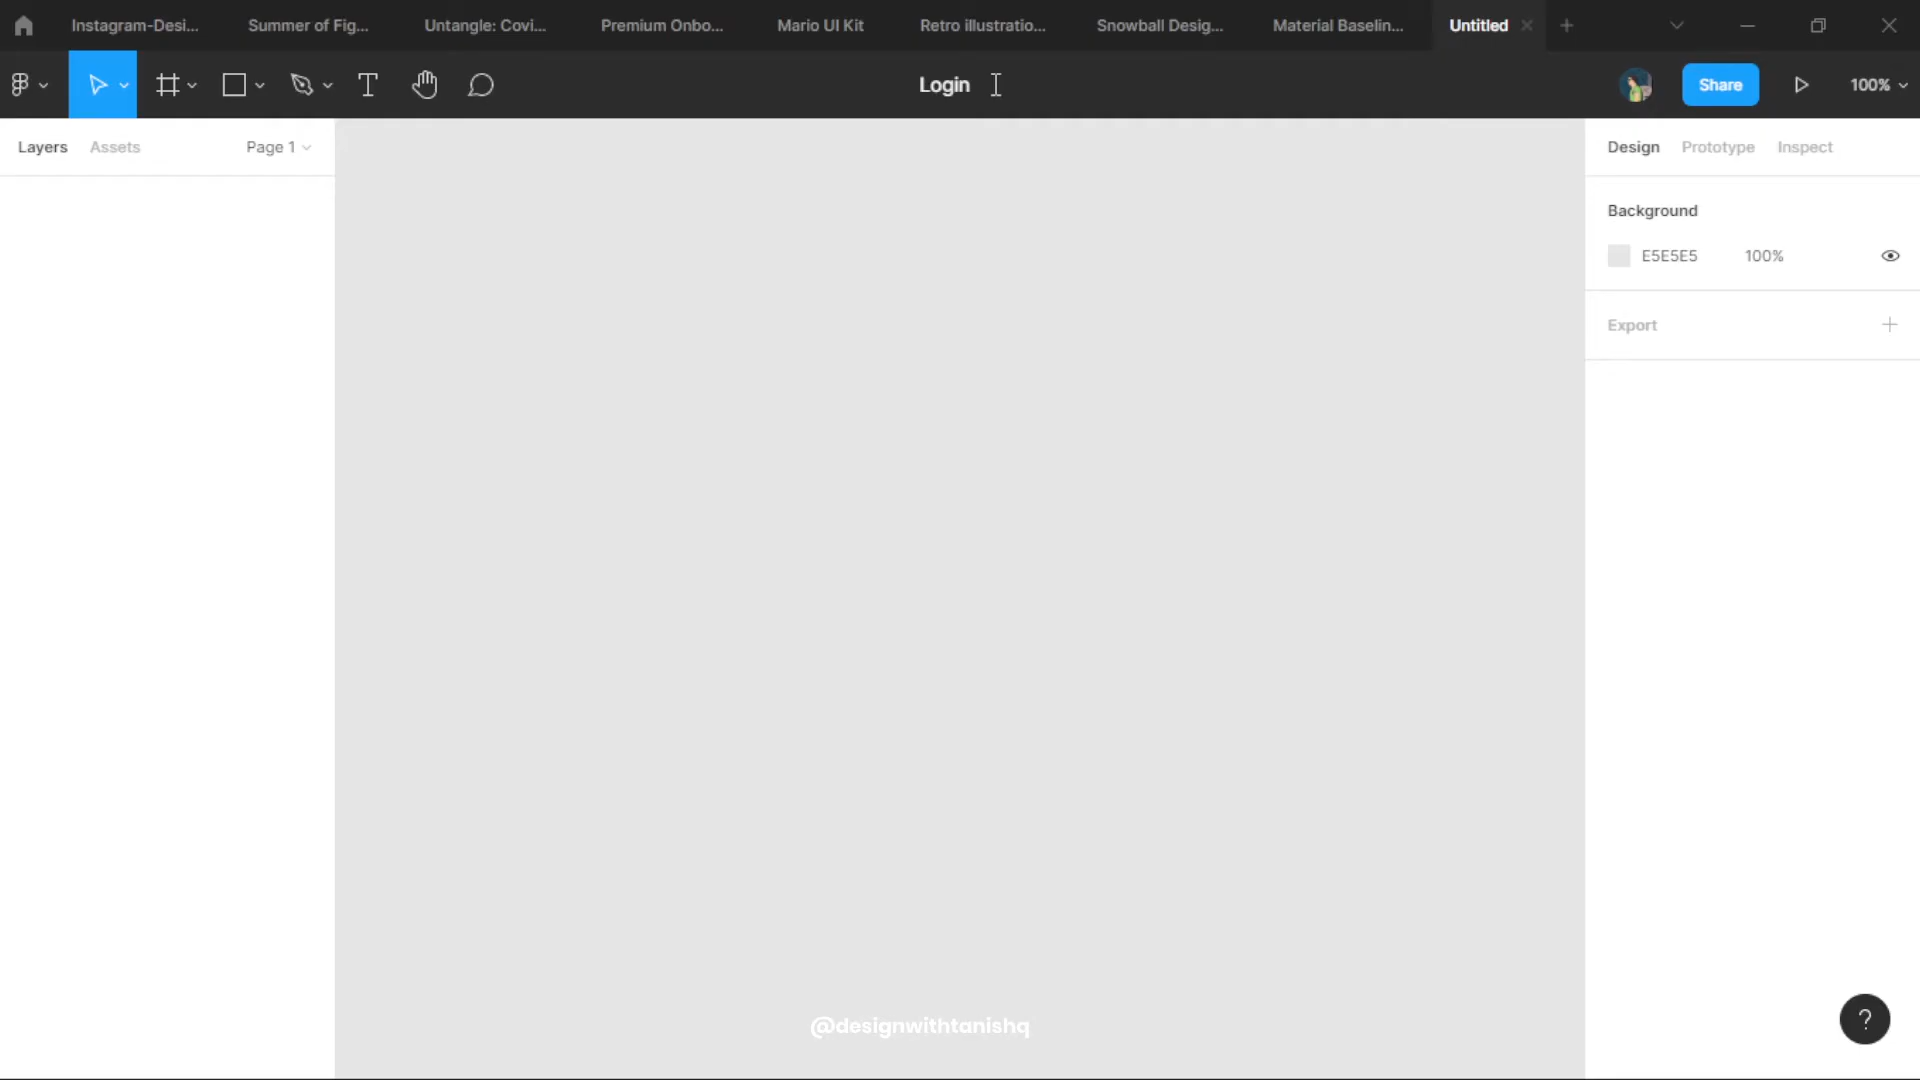 Instagram-Desi...
Summer of Fig...
Untangle: Covi...
Premium Onbo...
Mario UI Kit
Retro illustratio...
Snowball Desig...
Material Baselin...
Untitled
Login
Share
100%
Layers
Assets
Page 1
Design
Prototype
Inspect
Background
E5E5E5 100%
Export
@designwithtanishq
?